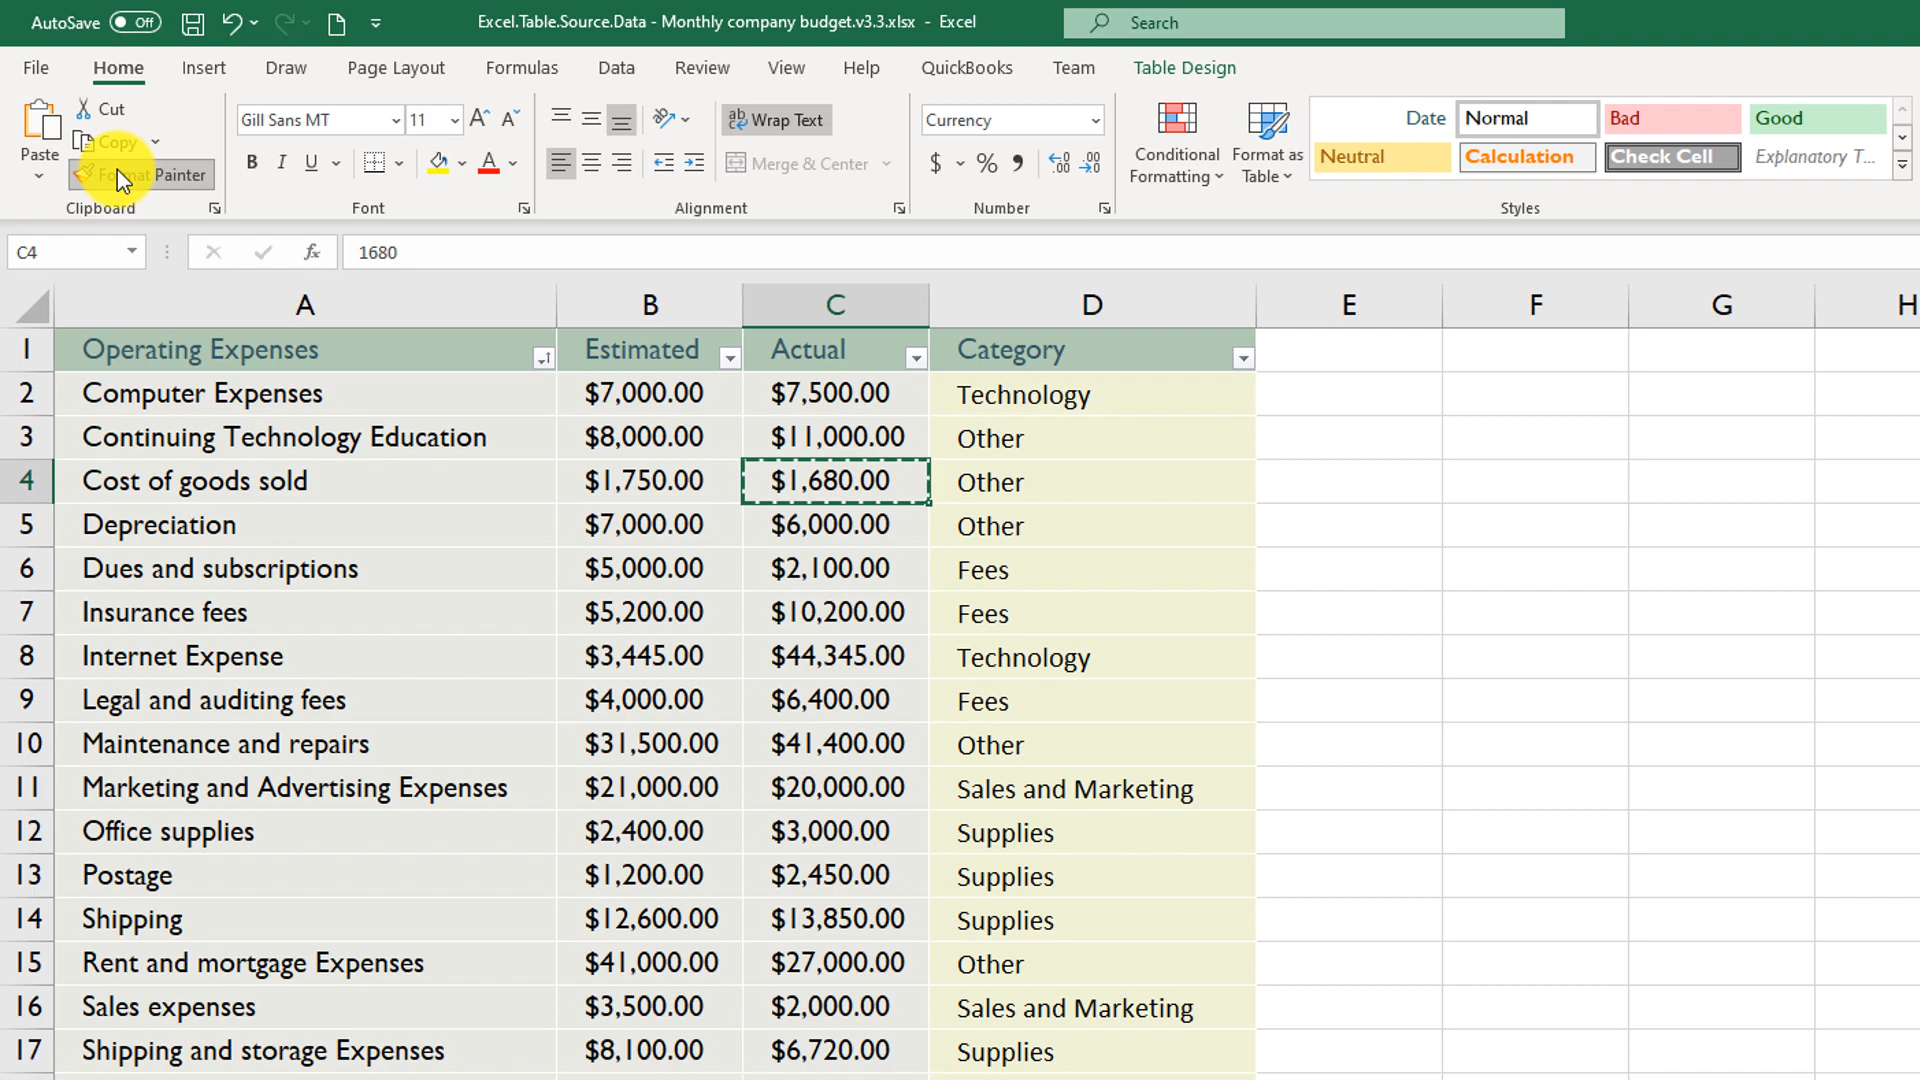 AutoSave Off Excel.Table.Source.Data - Monthly company budget.v3.3.xlsx - Excel Search
File Home Insert Draw Page Layout Formulas Data Review View Help QuickBooks Team Table Design
Paste Cut Copy Format Painter
Clipboard
Gill Sans MT 11
B I U A
Font
ab Wrap Text
Merge & Center
Alignment
Currency
$ % 9
Number
Conditional Formatting
Format as Table
Date Normal Bad Good
Neutral Calculation Check Cell Explanatory T...
Styles
C4 fx 1680
A B C D E F G H
1 Operating Expenses Estimated Actual Category
2 Computer Expenses $7,000.00 $7,500.00 Technology
3 Continuing Technology Education $8,000.00 $11,000.00 Other
4 Cost of goods sold $1,750.00 $1,680.00 Other
5 Depreciation $7,000.00 $6,000.00 Other
6 Dues and subscriptions $5,000.00 $2,100.00 Fees
7 Insurance fees $5,200.00 $10,200.00 Fees
8 Internet Expense $3,445.00 $44,345.00 Technology
9 Legal and auditing fees $4,000.00 $6,400.00 Fees
10 Maintenance and repairs $31,500.00 $41,400.00 Other
11 Marketing and Advertising Expenses $21,000.00 $20,000.00 Sales and Marketing
12 Office supplies $2,400.00 $3,000.00 Supplies
13 Postage $1,200.00 $2,450.00 Supplies
14 Shipping $12,600.00 $13,850.00 Supplies
15 Rent and mortgage Expenses $41,000.00 $27,000.00 Other
16 Sales expenses $3,500.00 $2,000.00 Sales and Marketing
17 Shipping and storage Expenses $8,100.00 $6,720.00 Supplies